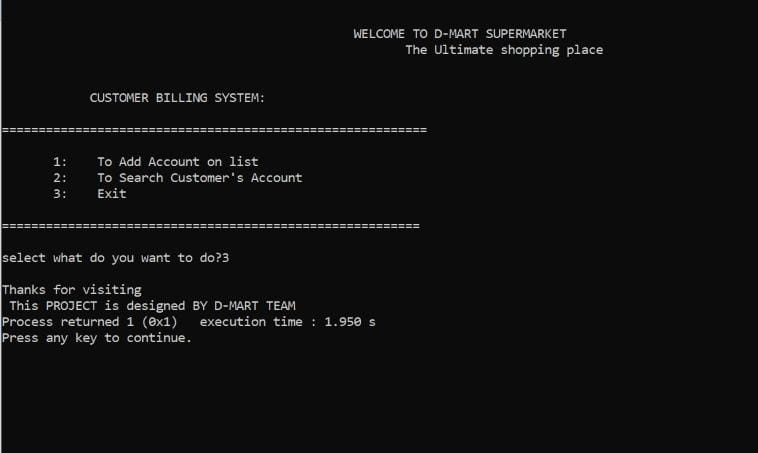 WELCOME TO D-MART SUPERMARKET
The Ultimate shopping place
CUSTOMER BILLING SYSTEM:
==========================================================
1: To Add Account on list
2: To Search Customer's Account
3: Exit
=========================================================
select what do you want to do?3
Thanks for visiting
This PROJECT is designed BY D-MART TEAM
Process returned 1 (0x1) execution time : 1.950 s
Press any key to continue.